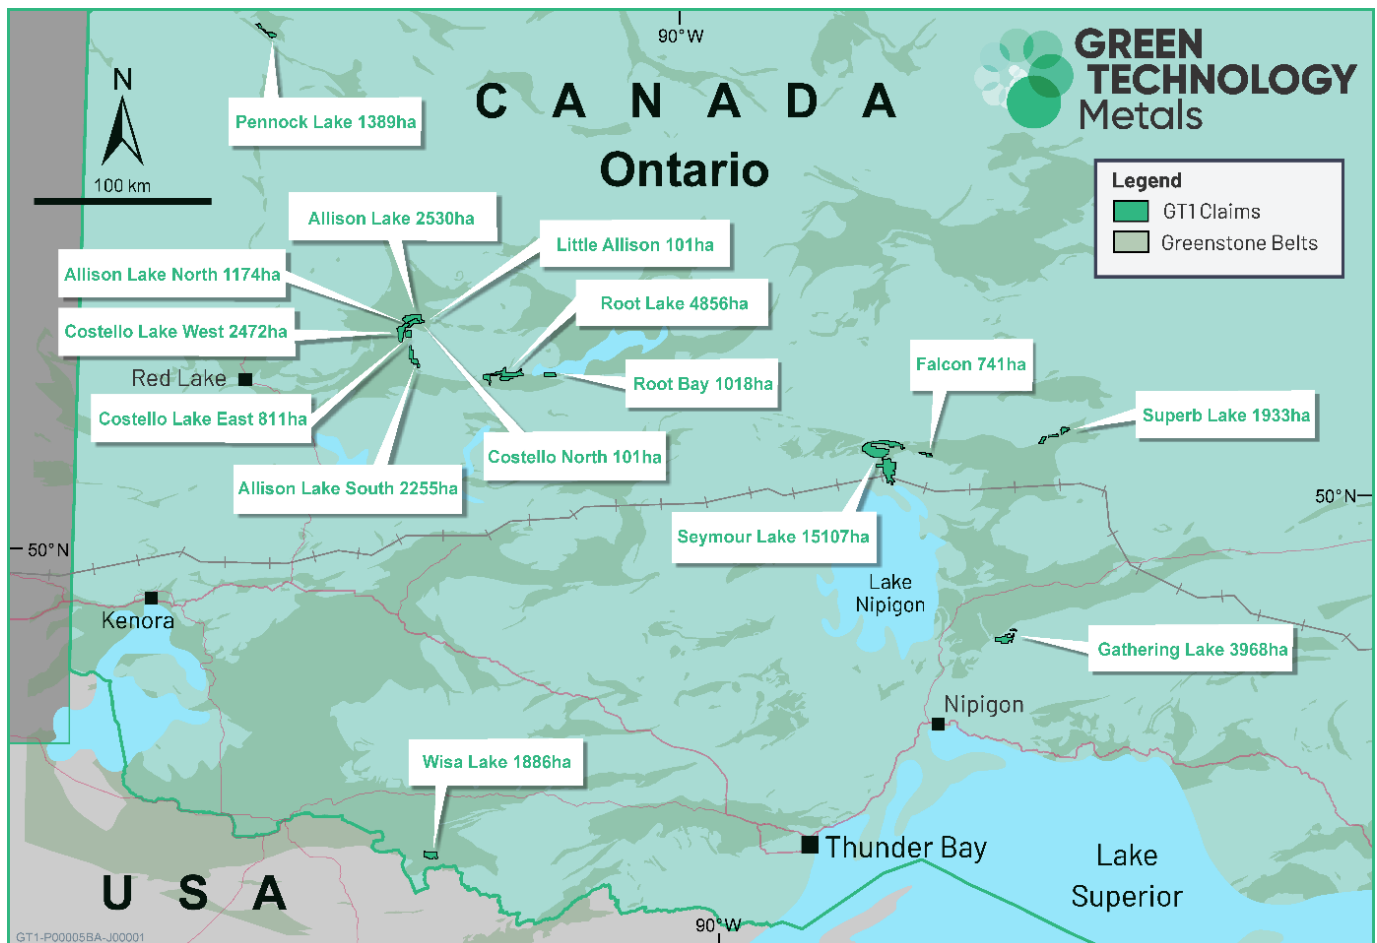 90°W
GREEN
TECHNOLOGY
Metals
N
100 km
CANADA
Ontario
Pennock Lake 1389ha
Legend
GT1 Claims
Greenstone Belts
Allison Lake 2530ha
Little Allison 101ha
Allison Lake North 1174ha
Root Lake 4856ha
Costello Lake West 2472ha
Red Lake
Root Bay 1018ha
Falcon 741ha
Costello Lake East 811ha
Superb Lake 1933ha
Costello North 101ha
Allison Lake South 2255ha
50°N
Seymour Lake 15107ha
50°N
Lake
Nipigon
Kenora
Gathering Lake 3968ha
Nipigon
Wisa Lake 1886ha
Thunder Bay
Lake
Superior
USA
90°W
GT1-P00005BA-J00001